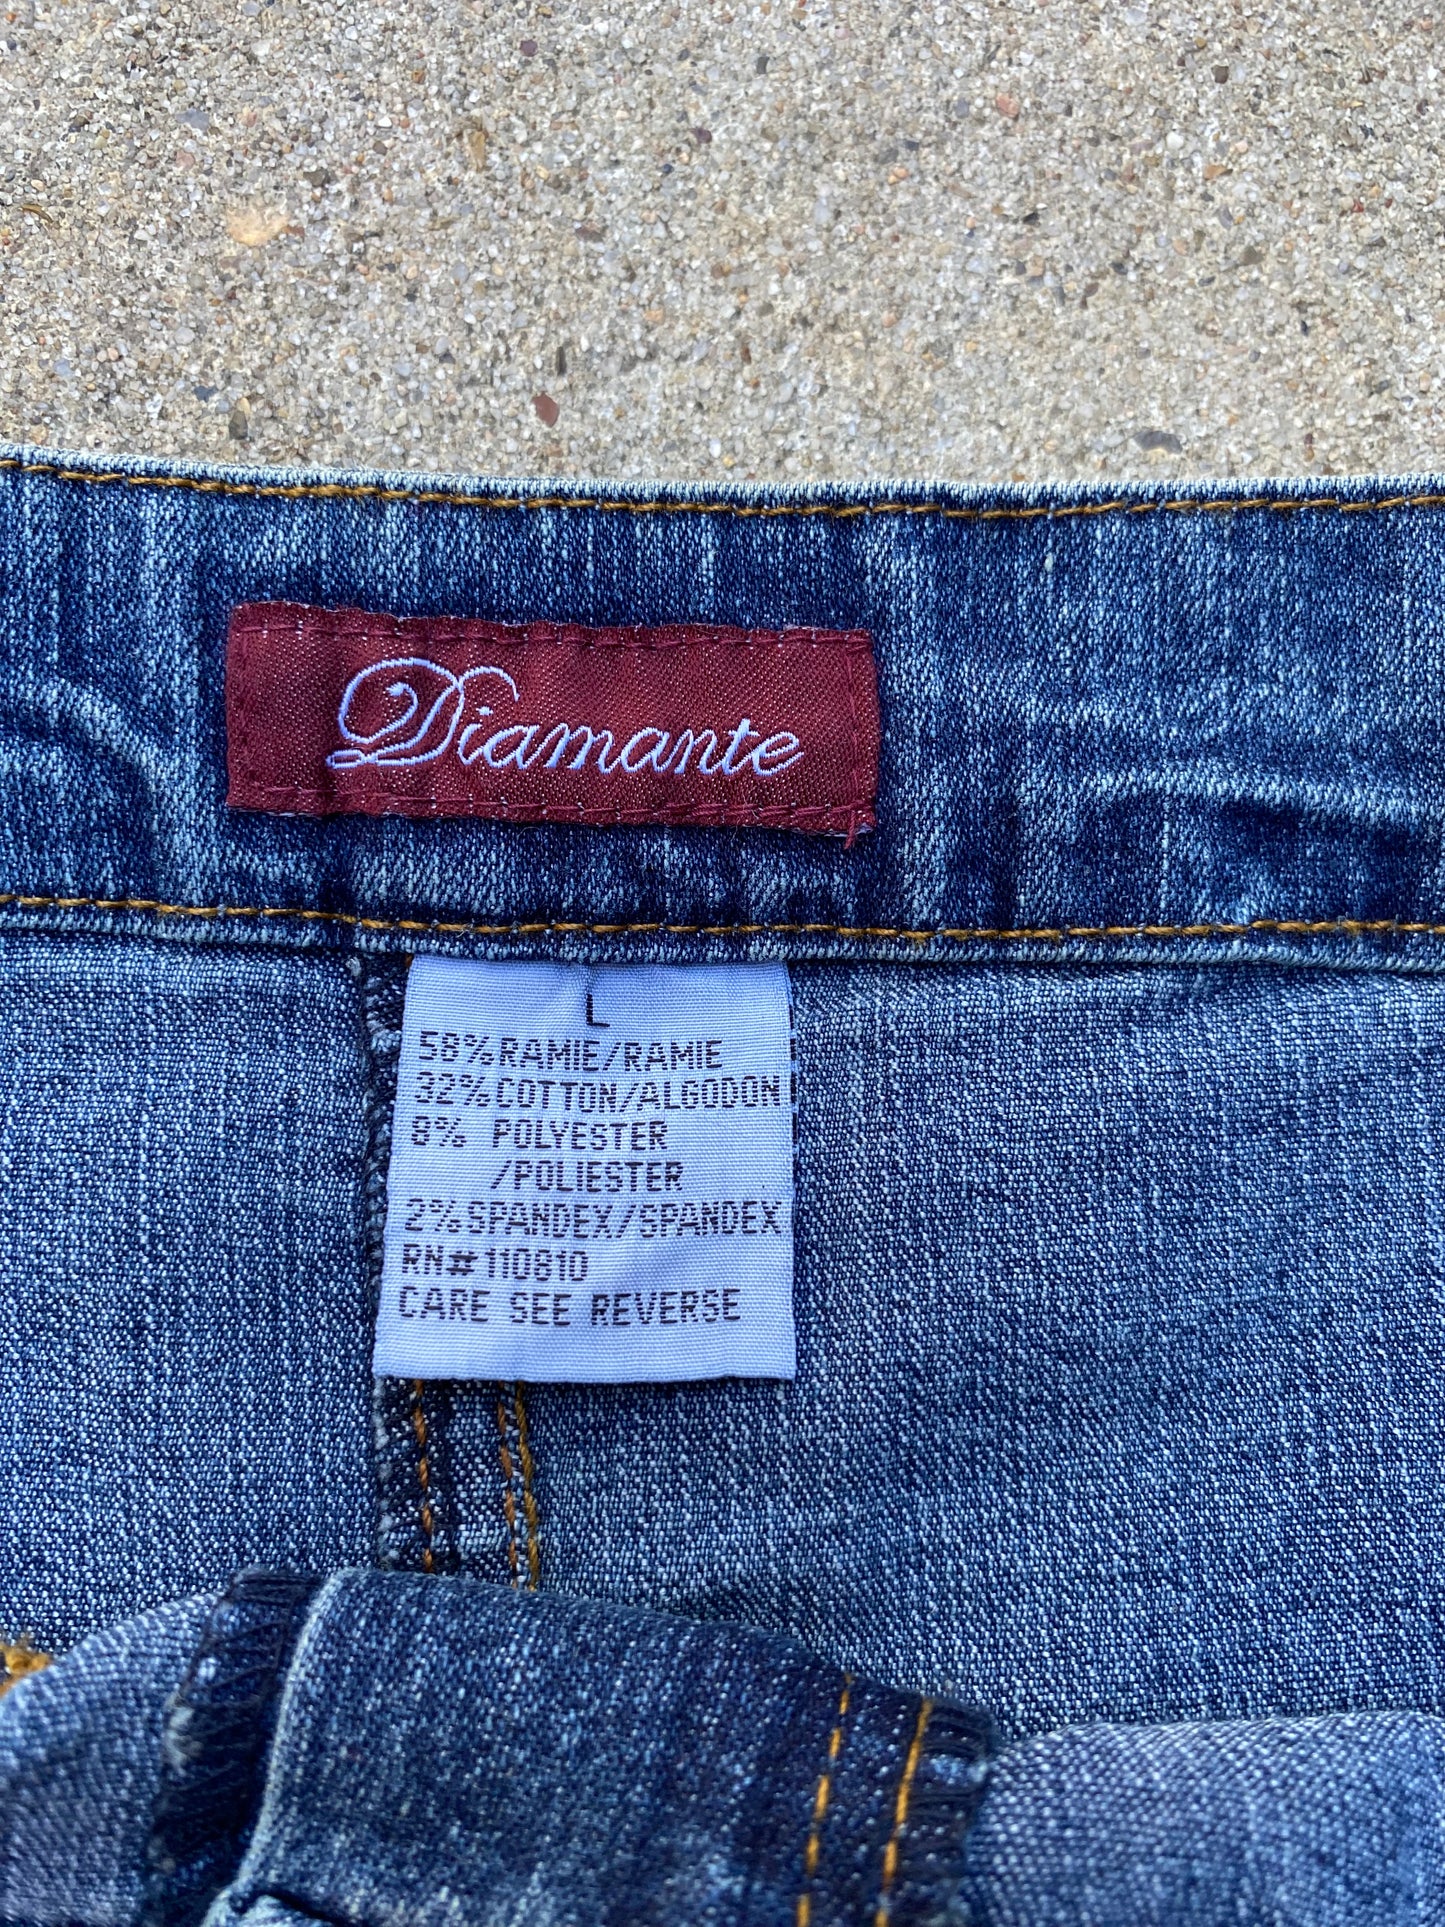 Diamante
L
58%RAMIE/RAMIE
32%COTTON/ALGODON
8% POLYESTER
/POLIESTER
2%SPANDEX/SPANDEX
RN#110810
CARE SEE REVERSE